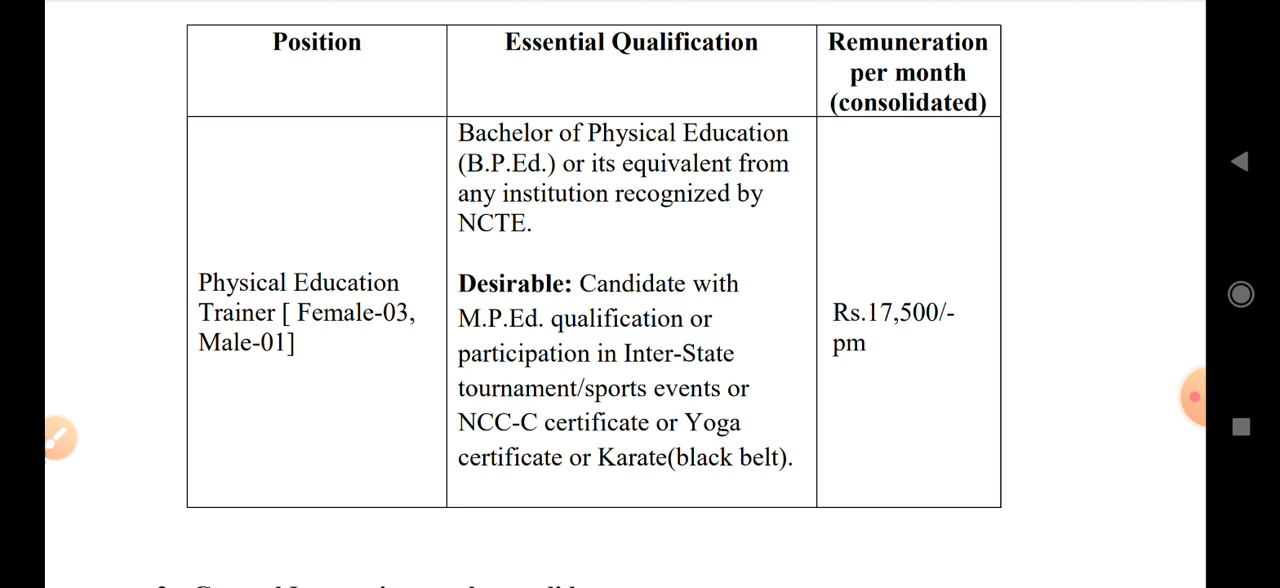 Position
Essential Qualification
Remuneration
per month
(consolidated)
Physical Education
Trainer [ Female-03,
Male-01]
Bachelor of Physical Education
(B.P.Ed.) or its equivalent from
any institution recognized by
NCTE.
Desirable: Candidate with
M.P.Ed. qualification or
participation in Inter-State
tournament/sports events or
NCC-C certificate or Yoga
certificate or Karate(black belt).
Rs.17,500/-
pm